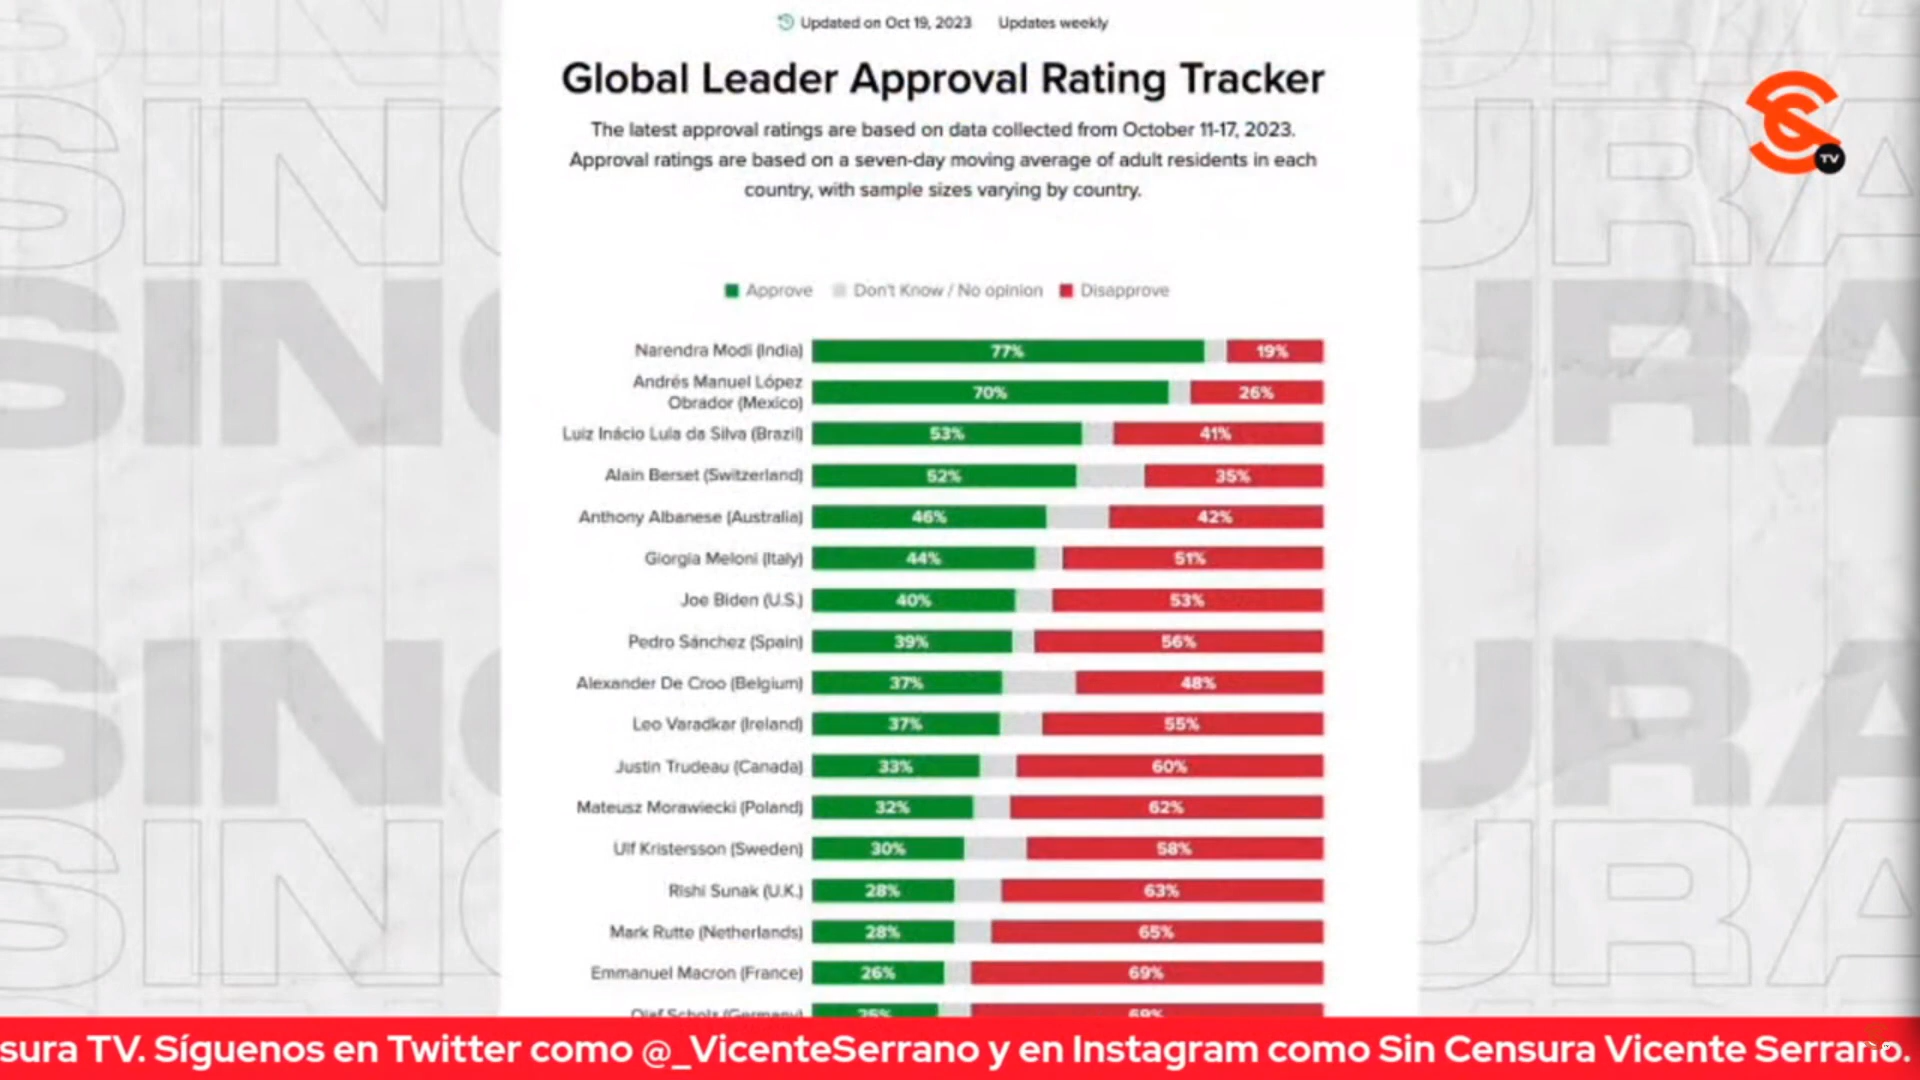 Updated on Oct 19, 2023 Updates weekly
Global Leader Approval Rating Tracker
The latest approval ratings are based on data collected from October 11-17, 2023.
Approval ratings are based on a seven-day moving average of adult residents in each
country, with sample sizes varying by country.
TV
Approve Don't Know / No opinion Disapprove
Narendra Modi (India) 77% 19%
Andrés Manuel López
Obrador (Mexico) 70% 26%
Luiz Inácio Lula da Silva (Brazil) 53% 41%
Alain Berset (Switzerland) 52% 35%
Anthony Albanese (Australia) 46% 42%
Giorgia Meloni (Italy) 44% 51%
Joe Biden (U.S.) 40% 53%
Pedro Sánchez (Spain) 39% 56%
Alexander De Croo (Belgium) 37% 48%
Leo Varadkar (Ireland) 37% 55%
Justin Trudeau (Canada) 33% 60%
Mateusz Morawiecki (Poland) 32% 62%
Ulf Kristersson (Sweden) 30% 58%
Rishi Sunak (U.K.) 28% 63%
Mark Rutte (Netherlands) 28% 65%
Emmanuel Macron (France) 26% 69%
Olaf Scholz (Germany) 25% 69%
sura TV. Síguenos en Twitter como @_VicenteSerrano y en Instagram como Sin Censura Vicente Serrano.